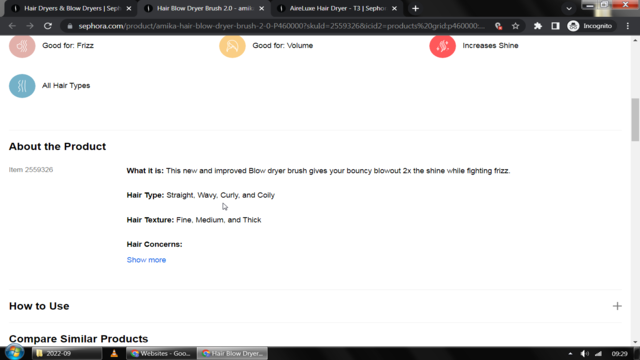 Hair Dryers & Blow Dryers | Seph
Hair Blow Dryer Brush 2.0 - amika
AireLuxe Hair Dryer - T3 | Sephor
sephora.com/product/amika-hair-blow-dryer-brush-2-0-P460000?skuId=2559326&icid2=products%20grid:p460000:
Incognito
Good for: Frizz
Good for: Volume
Increases Shine
All Hair Types
About the Product
Item 2559326
What it is: This new and improved Blow dryer brush gives your bouncy blowout 2x the shine while fighting frizz.
Hair Type: Straight, Wavy, Curly, and Coily
Hair Texture: Fine, Medium, and Thick
Hair Concerns:
Show more
How to Use
Compare Similar Products
2022-09
Websites - Goo...
Hair Blow Dryer...
09:29